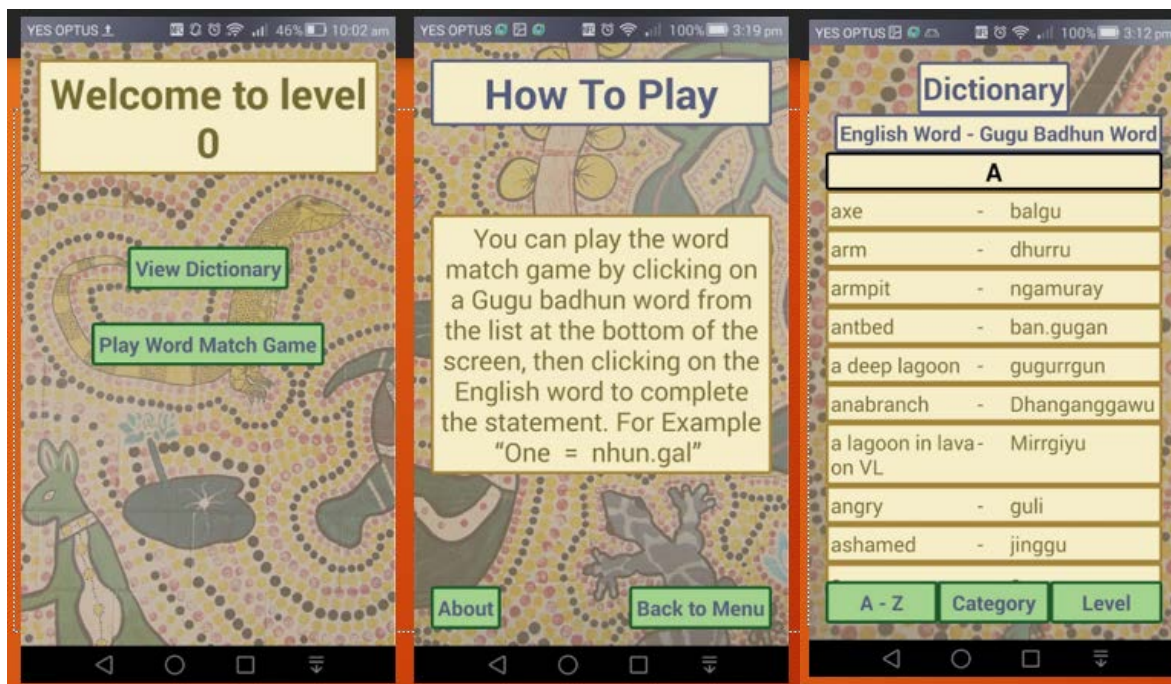 YES OPTUS 46% 10:02 am
Welcome to level
0
View Dictionary
Play Word Match Game
YES OPTUS 100% 3:19 pm
How To Play
You can play the word
match game by clicking on
a Gugu badhun word from
the list at the bottom of the
screen, then clicking on the
English word to complete
the statement. For Example
“One = nhun.gal”
About
Back to Menu
YES OPTUS 100% 3:12 pm
Dictionary
English Word - Gugu Badhun Word
A
axe - balgu
arm - dhurru
armpit - ngamuray
antbed - ban.gugan
a deep lagoon - gugurrgun
anabranch - Dhanganggawu
a lagoon in lava- Mirrgiyu
on VL
angry - guli
ashamed - jinggu
A - Z
Category
Level